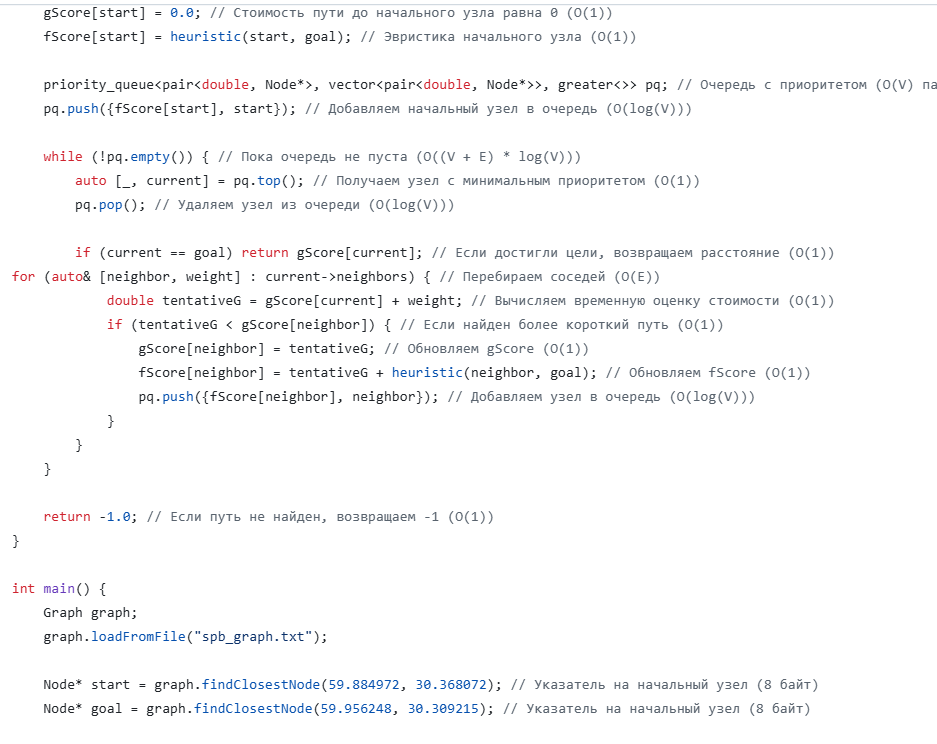 gScore[start] = 0.0; // Стоимость пути до начального узла равна 0 (O(1))
fScore[start] = heuristic(start, goal); // Эвристика начального узла (O(1))
priority_queue<pair<double, Node*>, vector<pair<double, Node*>>, greater<>> pq; // Очередь с приоритетом (O(V) па
pq.push({fScore[start], start}); // Добавляем начальный узел в очередь (O(log(V)))
while (!pq.empty()) { // Пока очередь не пуста (O((V + E) * log(V)))
auto [_, current] = pq.top(); // Получаем узел с минимальным приоритетом (O(1))
pq.pop(); // Удаляем узел из очереди (O(log(V)))
if (current == goal) return gScore[current]; // Если достигли цели, возвращаем расстояние (O(1))
for (auto& [neighbor, weight] : current->neighbors) { // Перебираем соседей (O(E))
double tentativeG = gScore[current] + weight; // Вычисляем временную оценку стоимости (O(1))
if (tentativeG < gScore[neighbor]) { // Если найден более короткий путь (O(1))
gScore[neighbor] = tentativeG; // Обновляем gScore (O(1))
fScore[neighbor] = tentativeG + heuristic(neighbor, goal); // Обновляем fScore (O(1))
pq.push({fScore[neighbor], neighbor}); // Добавляем узел в очередь (O(log(V)))
}
}
}
return -1.0; // Если путь не найден, возвращаем -1 (O(1))
}
int main() {
Graph graph;
graph.loadFromFile("spb_graph.txt");
Node* start = graph.findClosestNode(59.884972, 30.368072); // Указатель на начальный узел (8 байт)
Node* goal = graph.findClosestNode(59.956248, 30.309215); // Указатель на начальный узел (8 байт)